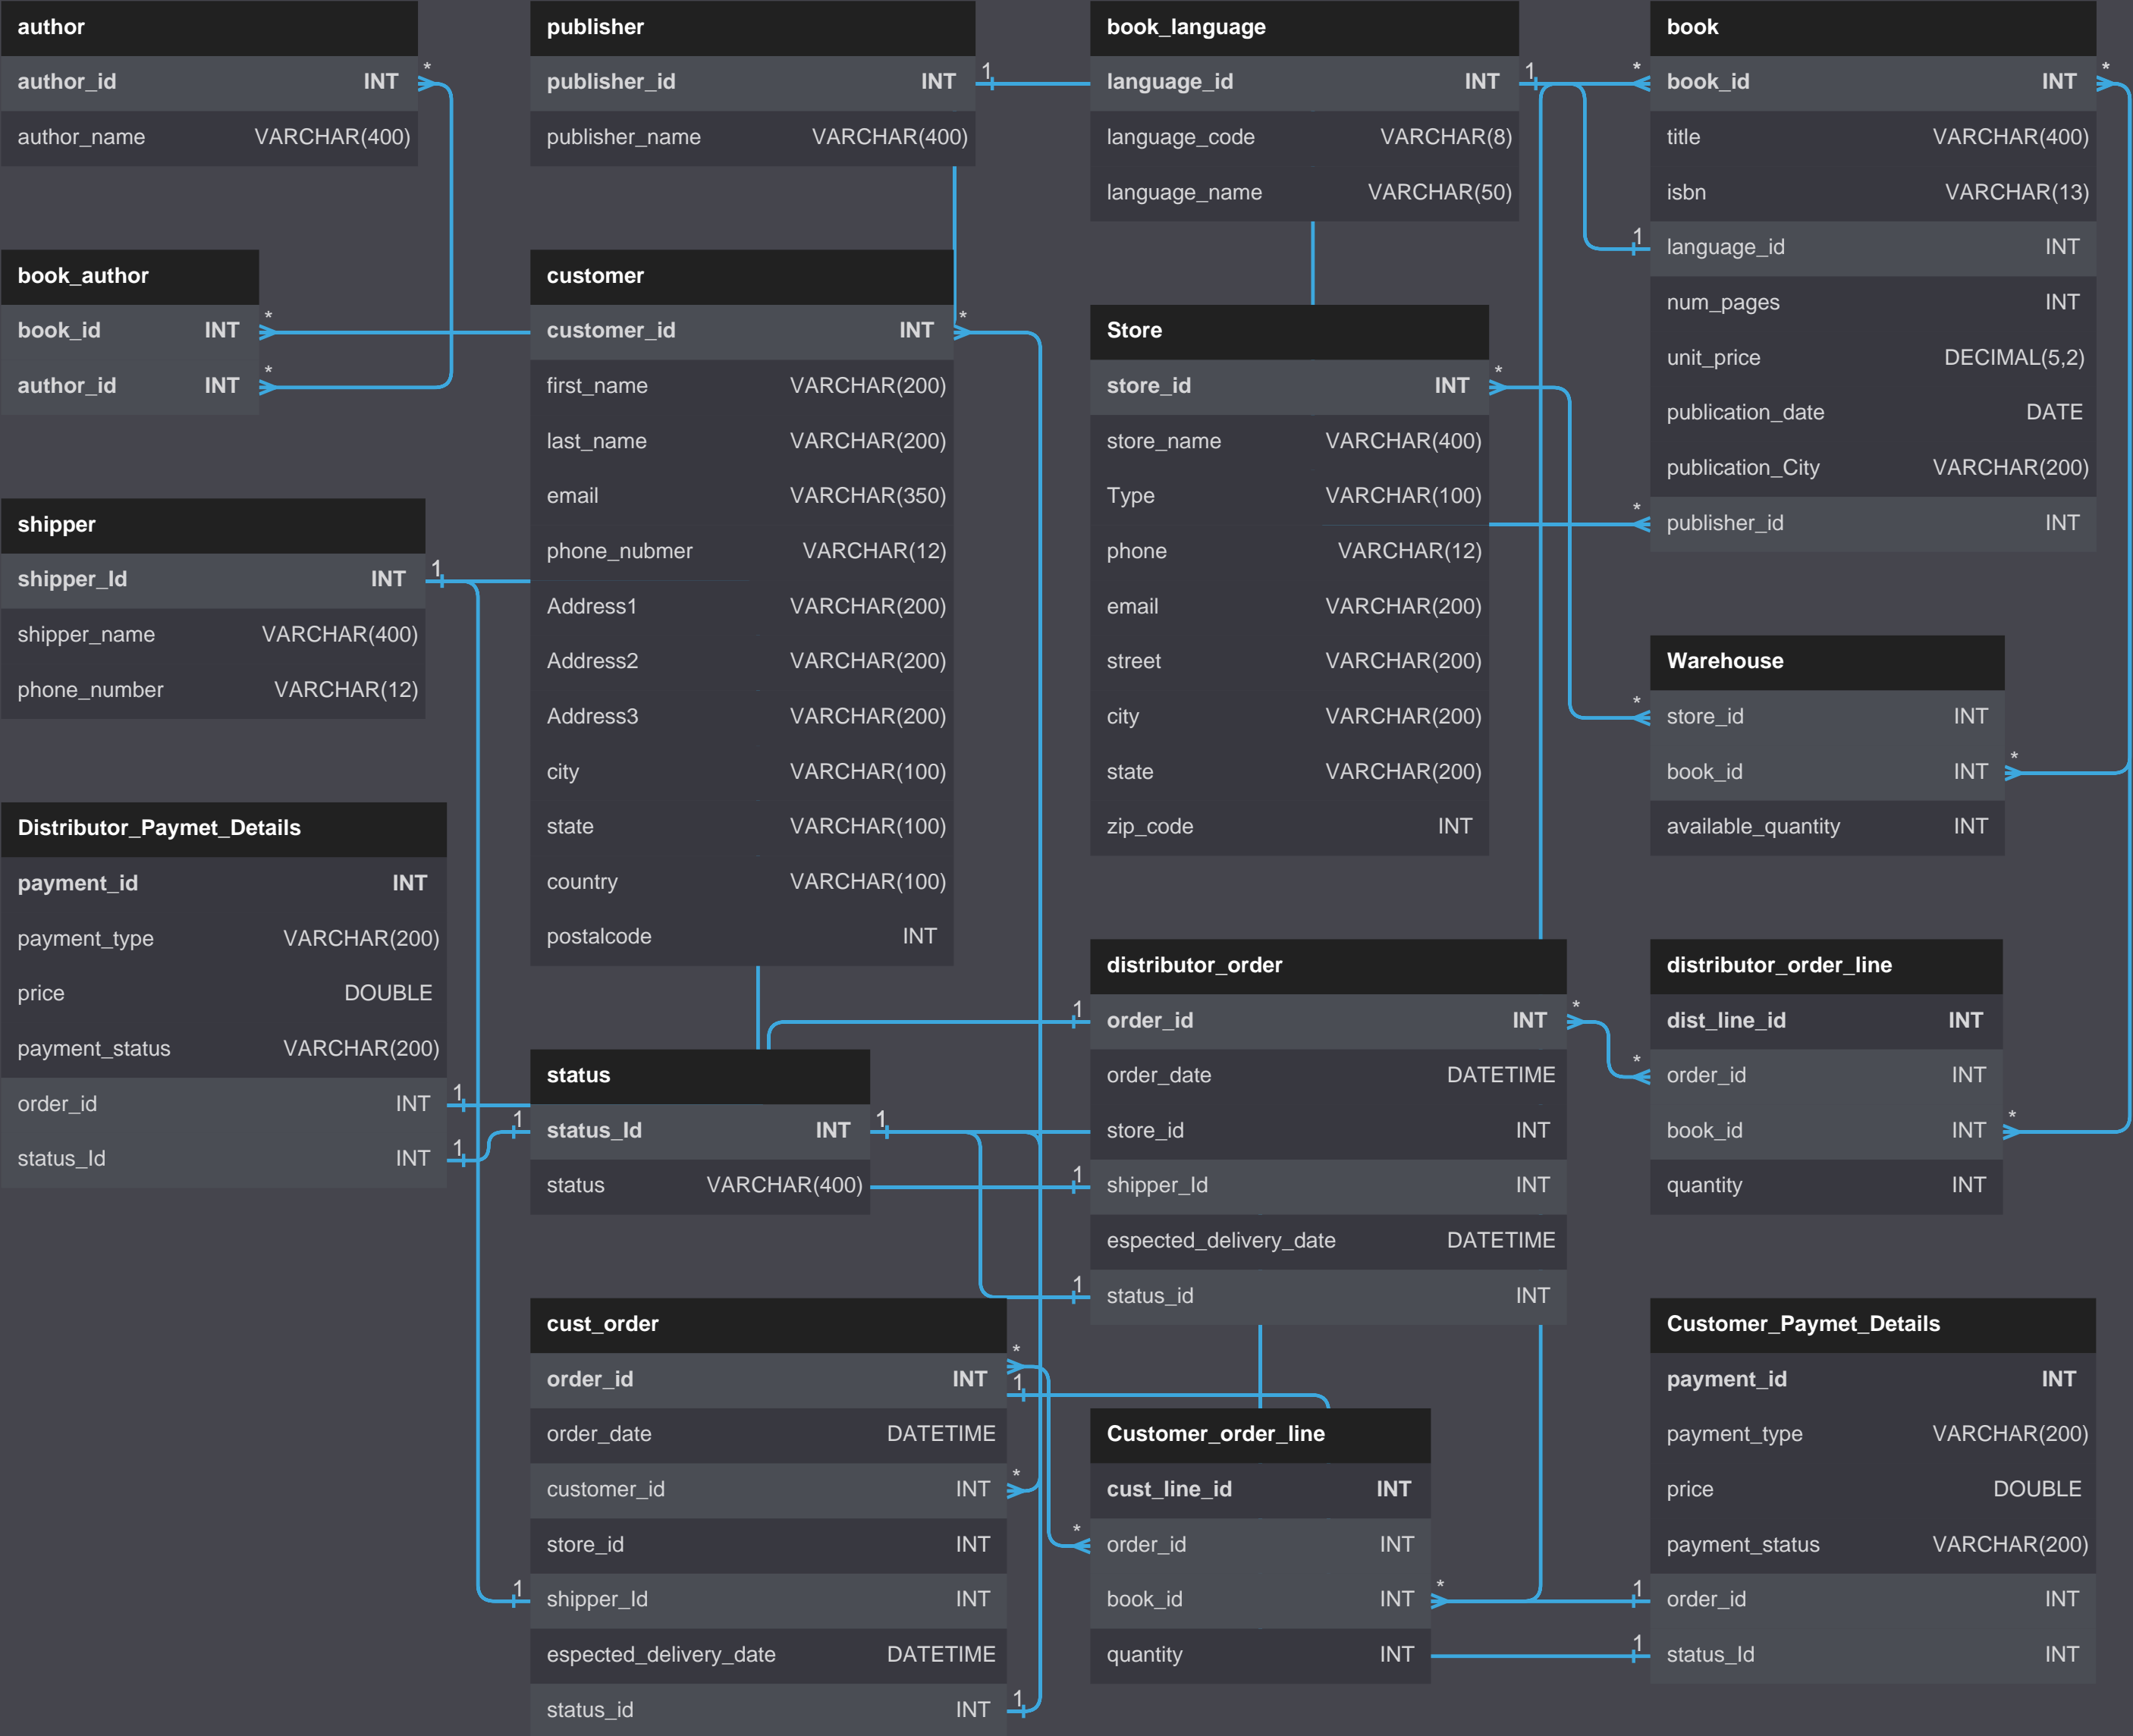 author
author_id INT
author_name VARCHAR(400)
publisher
publisher_id INT
publisher_name VARCHAR(400)
book_language
language_id INT
language_code VARCHAR(8)
language_name VARCHAR(50)
book
book_id INT
title VARCHAR(400)
isbn VARCHAR(13)
language_id INT
num_pages INT
unit_price DECIMAL(5,2)
publication_date DATE
publication_City VARCHAR(200)
publisher_id INT
book_author
book_id INT
author_id INT
customer
customer_id INT
first_name VARCHAR(200)
last_name VARCHAR(200)
email VARCHAR(350)
phone_nubmer VARCHAR(12)
Address1 VARCHAR(200)
Address2 VARCHAR(200)
Address3 VARCHAR(200)
city VARCHAR(100)
state VARCHAR(100)
country VARCHAR(100)
postalcode INT
Store
store_id INT
store_name VARCHAR(400)
Type VARCHAR(100)
phone VARCHAR(12)
email VARCHAR(200)
street VARCHAR(200)
city VARCHAR(200)
state VARCHAR(200)
zip_code INT
shipper
shipper_Id INT
shipper_name VARCHAR(400)
phone_number VARCHAR(12)
Warehouse
store_id INT
book_id INT
available_quantity INT
Distributor_Paymet_Details
payment_id INT
payment_type VARCHAR(200)
price DOUBLE
payment_status VARCHAR(200)
order_id INT
status_Id INT
status
status_Id INT
status VARCHAR(400)
distributor_order
order_id INT
order_date DATETIME
store_id INT
shipper_Id INT
espected_delivery_date DATETIME
status_id INT
distributor_order_line
dist_line_id INT
order_id INT
book_id INT
quantity INT
cust_order
order_id INT
order_date DATETIME
customer_id INT
store_id INT
shipper_Id INT
espected_delivery_date DATETIME
status_id INT
Customer_order_line
cust_line_id INT
order_id INT
book_id INT
quantity INT
Customer_Paymet_Details
payment_id INT
payment_type VARCHAR(200)
price DOUBLE
payment_status VARCHAR(200)
order_id INT
status_Id INT